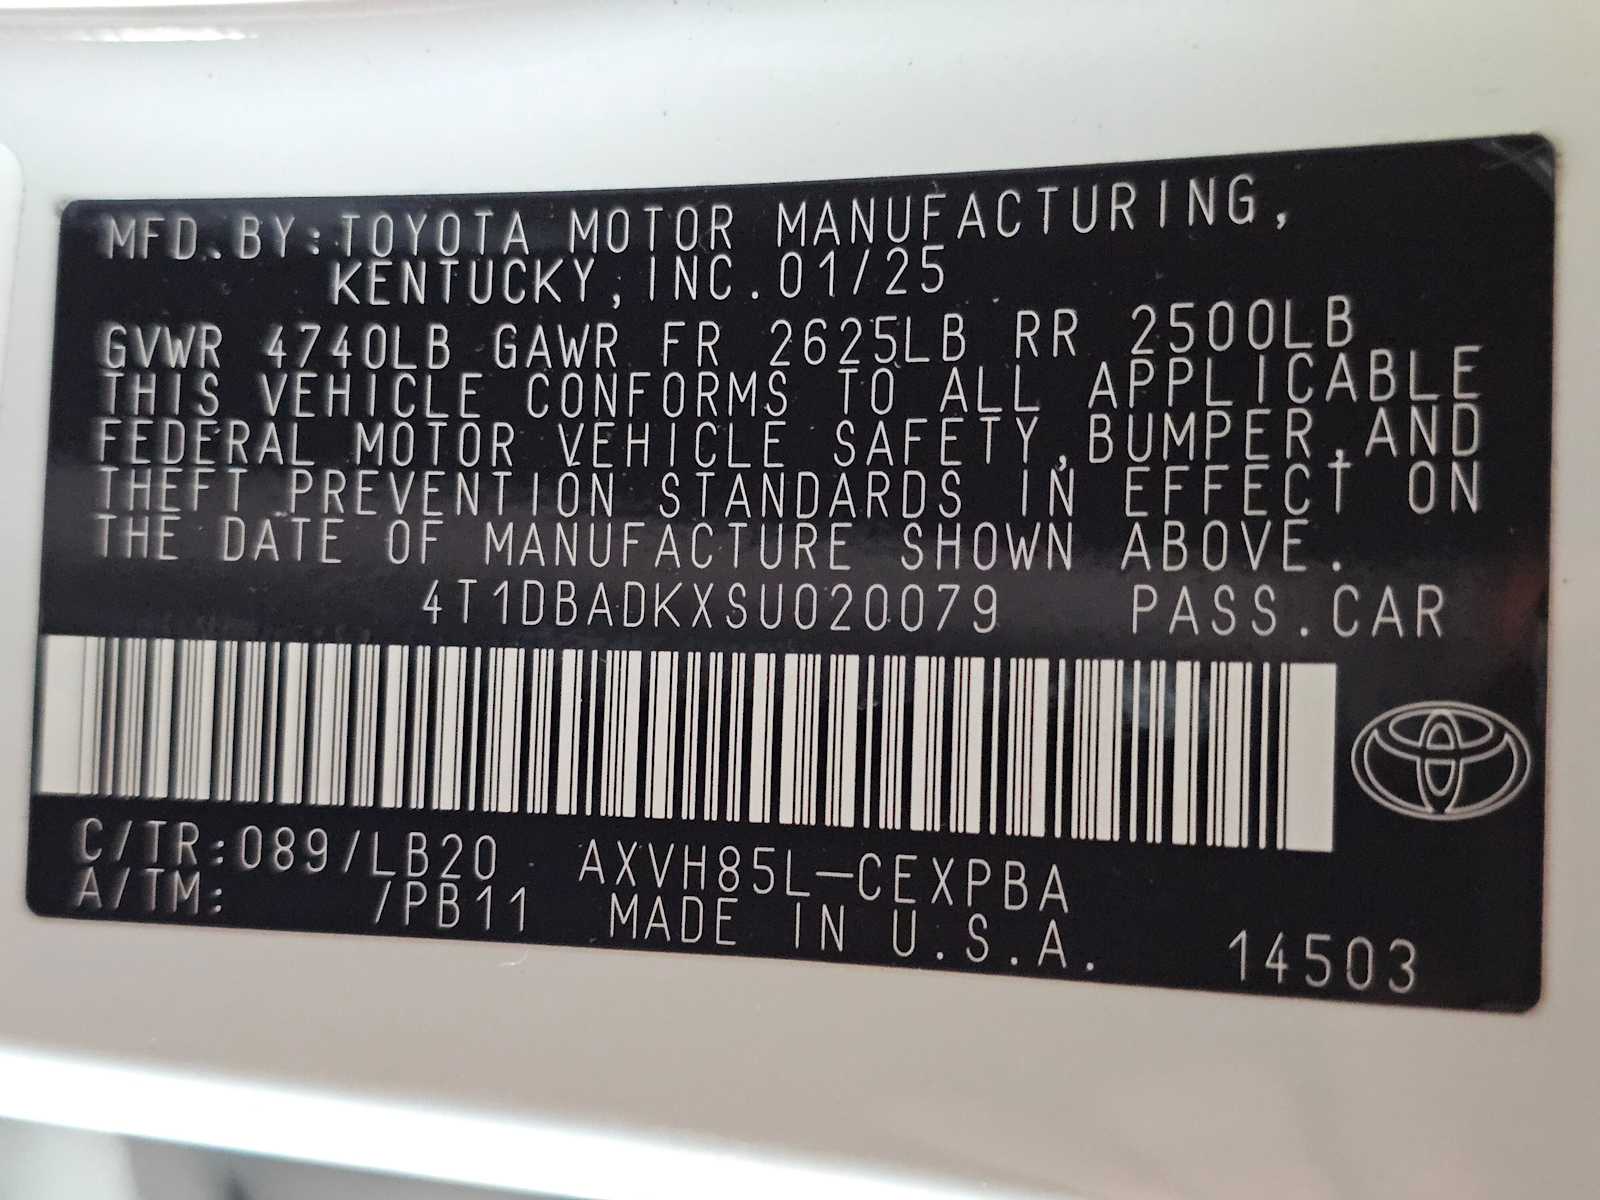 MFD.BY:TOYOTA MOTOR MANUFACTURING,
KENTUCKY,INC.01/25
GVWR 4740LB GAWR FR 2625LB RR 2500LB
THIS VEHICLE CONFORMS TO ALL APPLICABLE
FEDERAL MOTOR VEHICLE SAFETY,BUMPER,AND
THEFT PREVENTION STANDARDS IN EFFECT ON
THE DATE OF MANUFACTURE SHOWN ABOVE.
4T1DBADKXSU020079 PASS.CAR
C/TR:089/LB20 AXVH85L-CEXPBA
A/TM: /PB11 MADE IN U.S.A. 14503